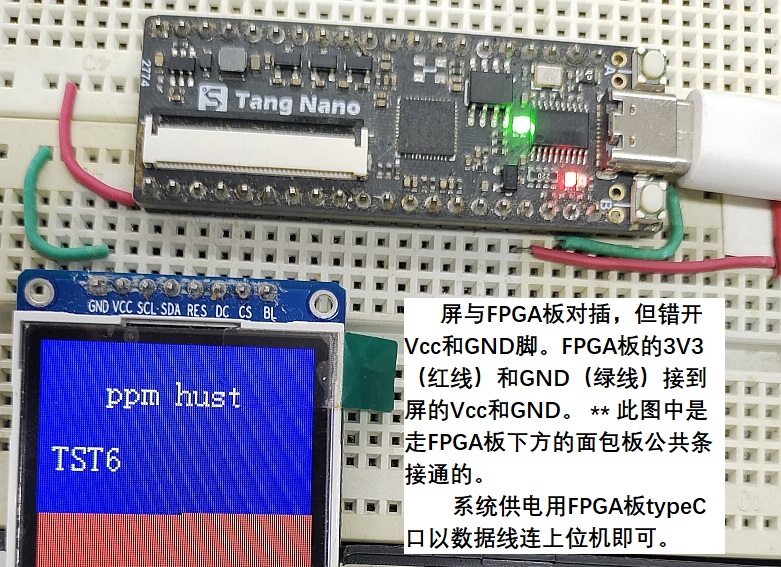 2774
Tang Nano
A
B
GND VCC SCL SDA RES DC CS BL
ppm hust
TST6
屏与FPGA板对插，但错开
Vcc和GND脚。FPGA板的3V3
（红线）和GND（绿线）接到
屏的Vcc和GND。 ** 此图中是
走FPGA板下方的面包板公共条
接通的。
系统供电用FPGA板typeC
口以数据线连上位机即可。